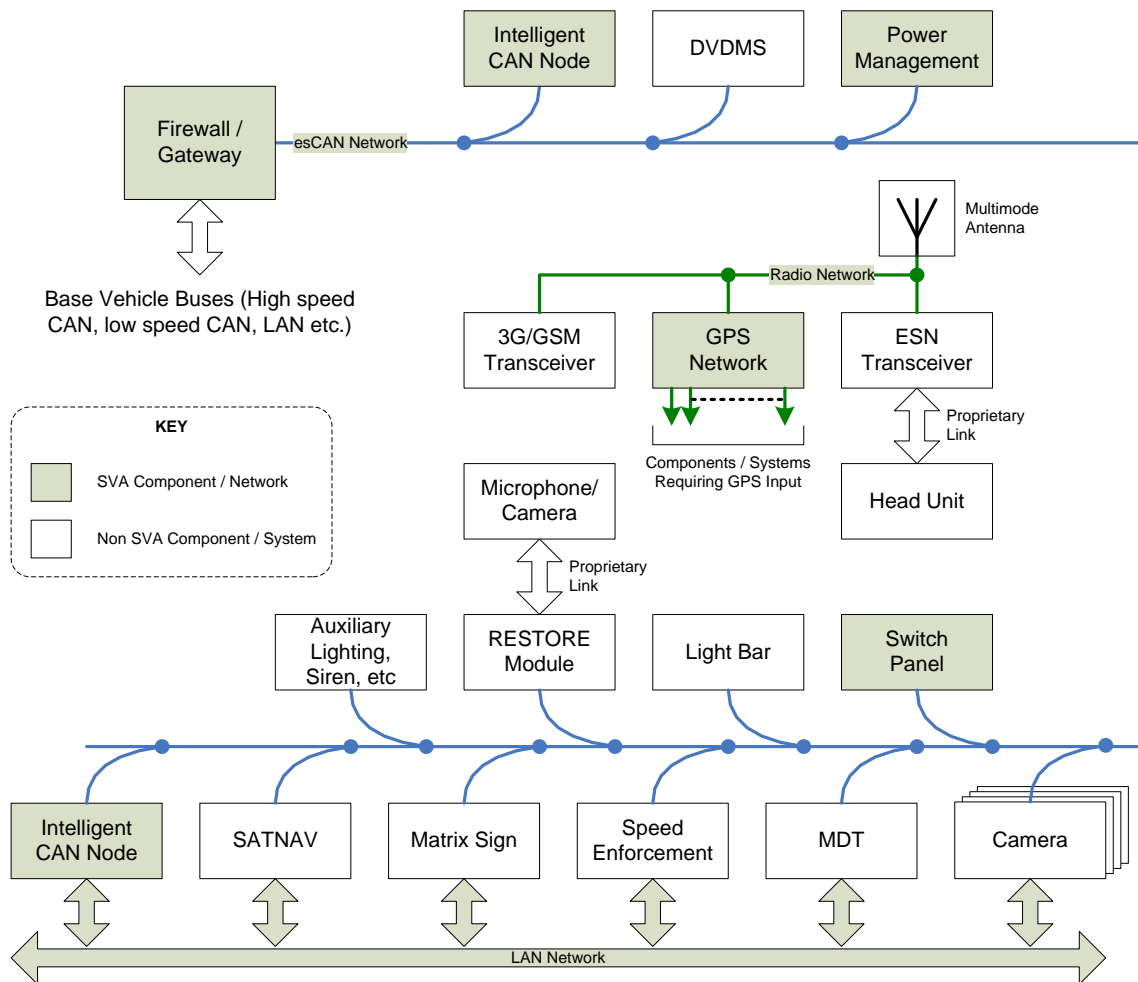 Intelligent
CAN Node
DVDMS
Power
Management
Firewall /
Gateway
esCAN Network
Multimode
Antenna
Radio Network
Base Vehicle Buses (High speed
CAN, low speed CAN, LAN etc.)
3G/GSM
Transceiver
GPS
Network
ESN
Transceiver
Proprietary
Link
KEY
SVA Component / Network
Non SVA Component / System
Components / Systems
Requiring GPS Input
Microphone/
Camera
Head Unit
Proprietary
Link
Auxiliary
Lighting,
Siren, etc
RESTORE
Module
Light Bar
Switch
Panel
Intelligent
CAN Node
SATNAV
Matrix Sign
Speed
Enforcement
MDT
Camera
LAN Network